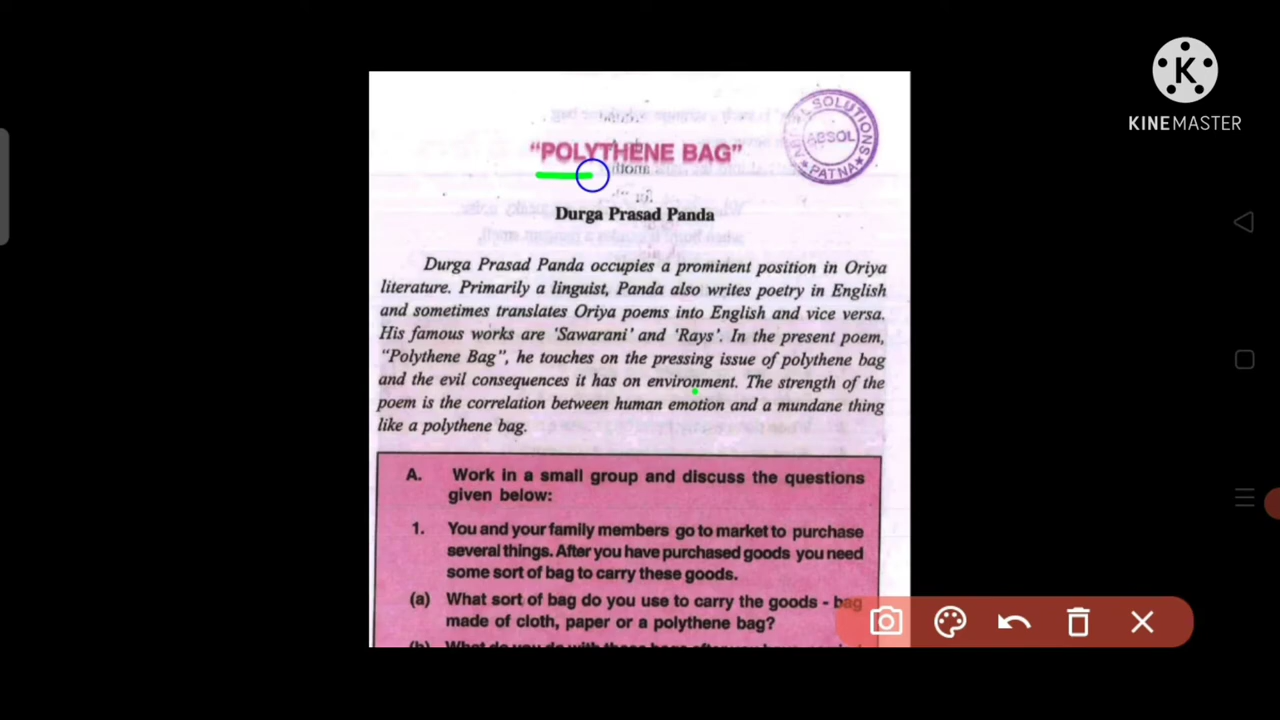 KINEMASTER
SOLUTIONS
ABSOL
PATNA
"POLYTHENE BAG"
Durga Prasad Panda
Durga Prasad Panda occupies a prominent position in Oriya
literature. Primarily a linguist, Panda also writes poetry in English
and sometimes translates Oriya poems into English and vice versa.
His famous works are 'Sawarani' and 'Rays'. In the present poem,
"Polythene Bag", he touches on the pressing issue of polythene bag
and the evil consequences it has on environment. The strength of the
poem is the correlation between human emotion and a mundane thing
like a polythene bag.
A. Work in a small group and discuss the questions
given below:
1. You and your family members go to market to purchase
several things. After you have purchased goods you need
some sort of bag to carry these goods.
(a) What sort of bag do you use to carry the goods - bag
made of cloth, paper or a polythene bag?